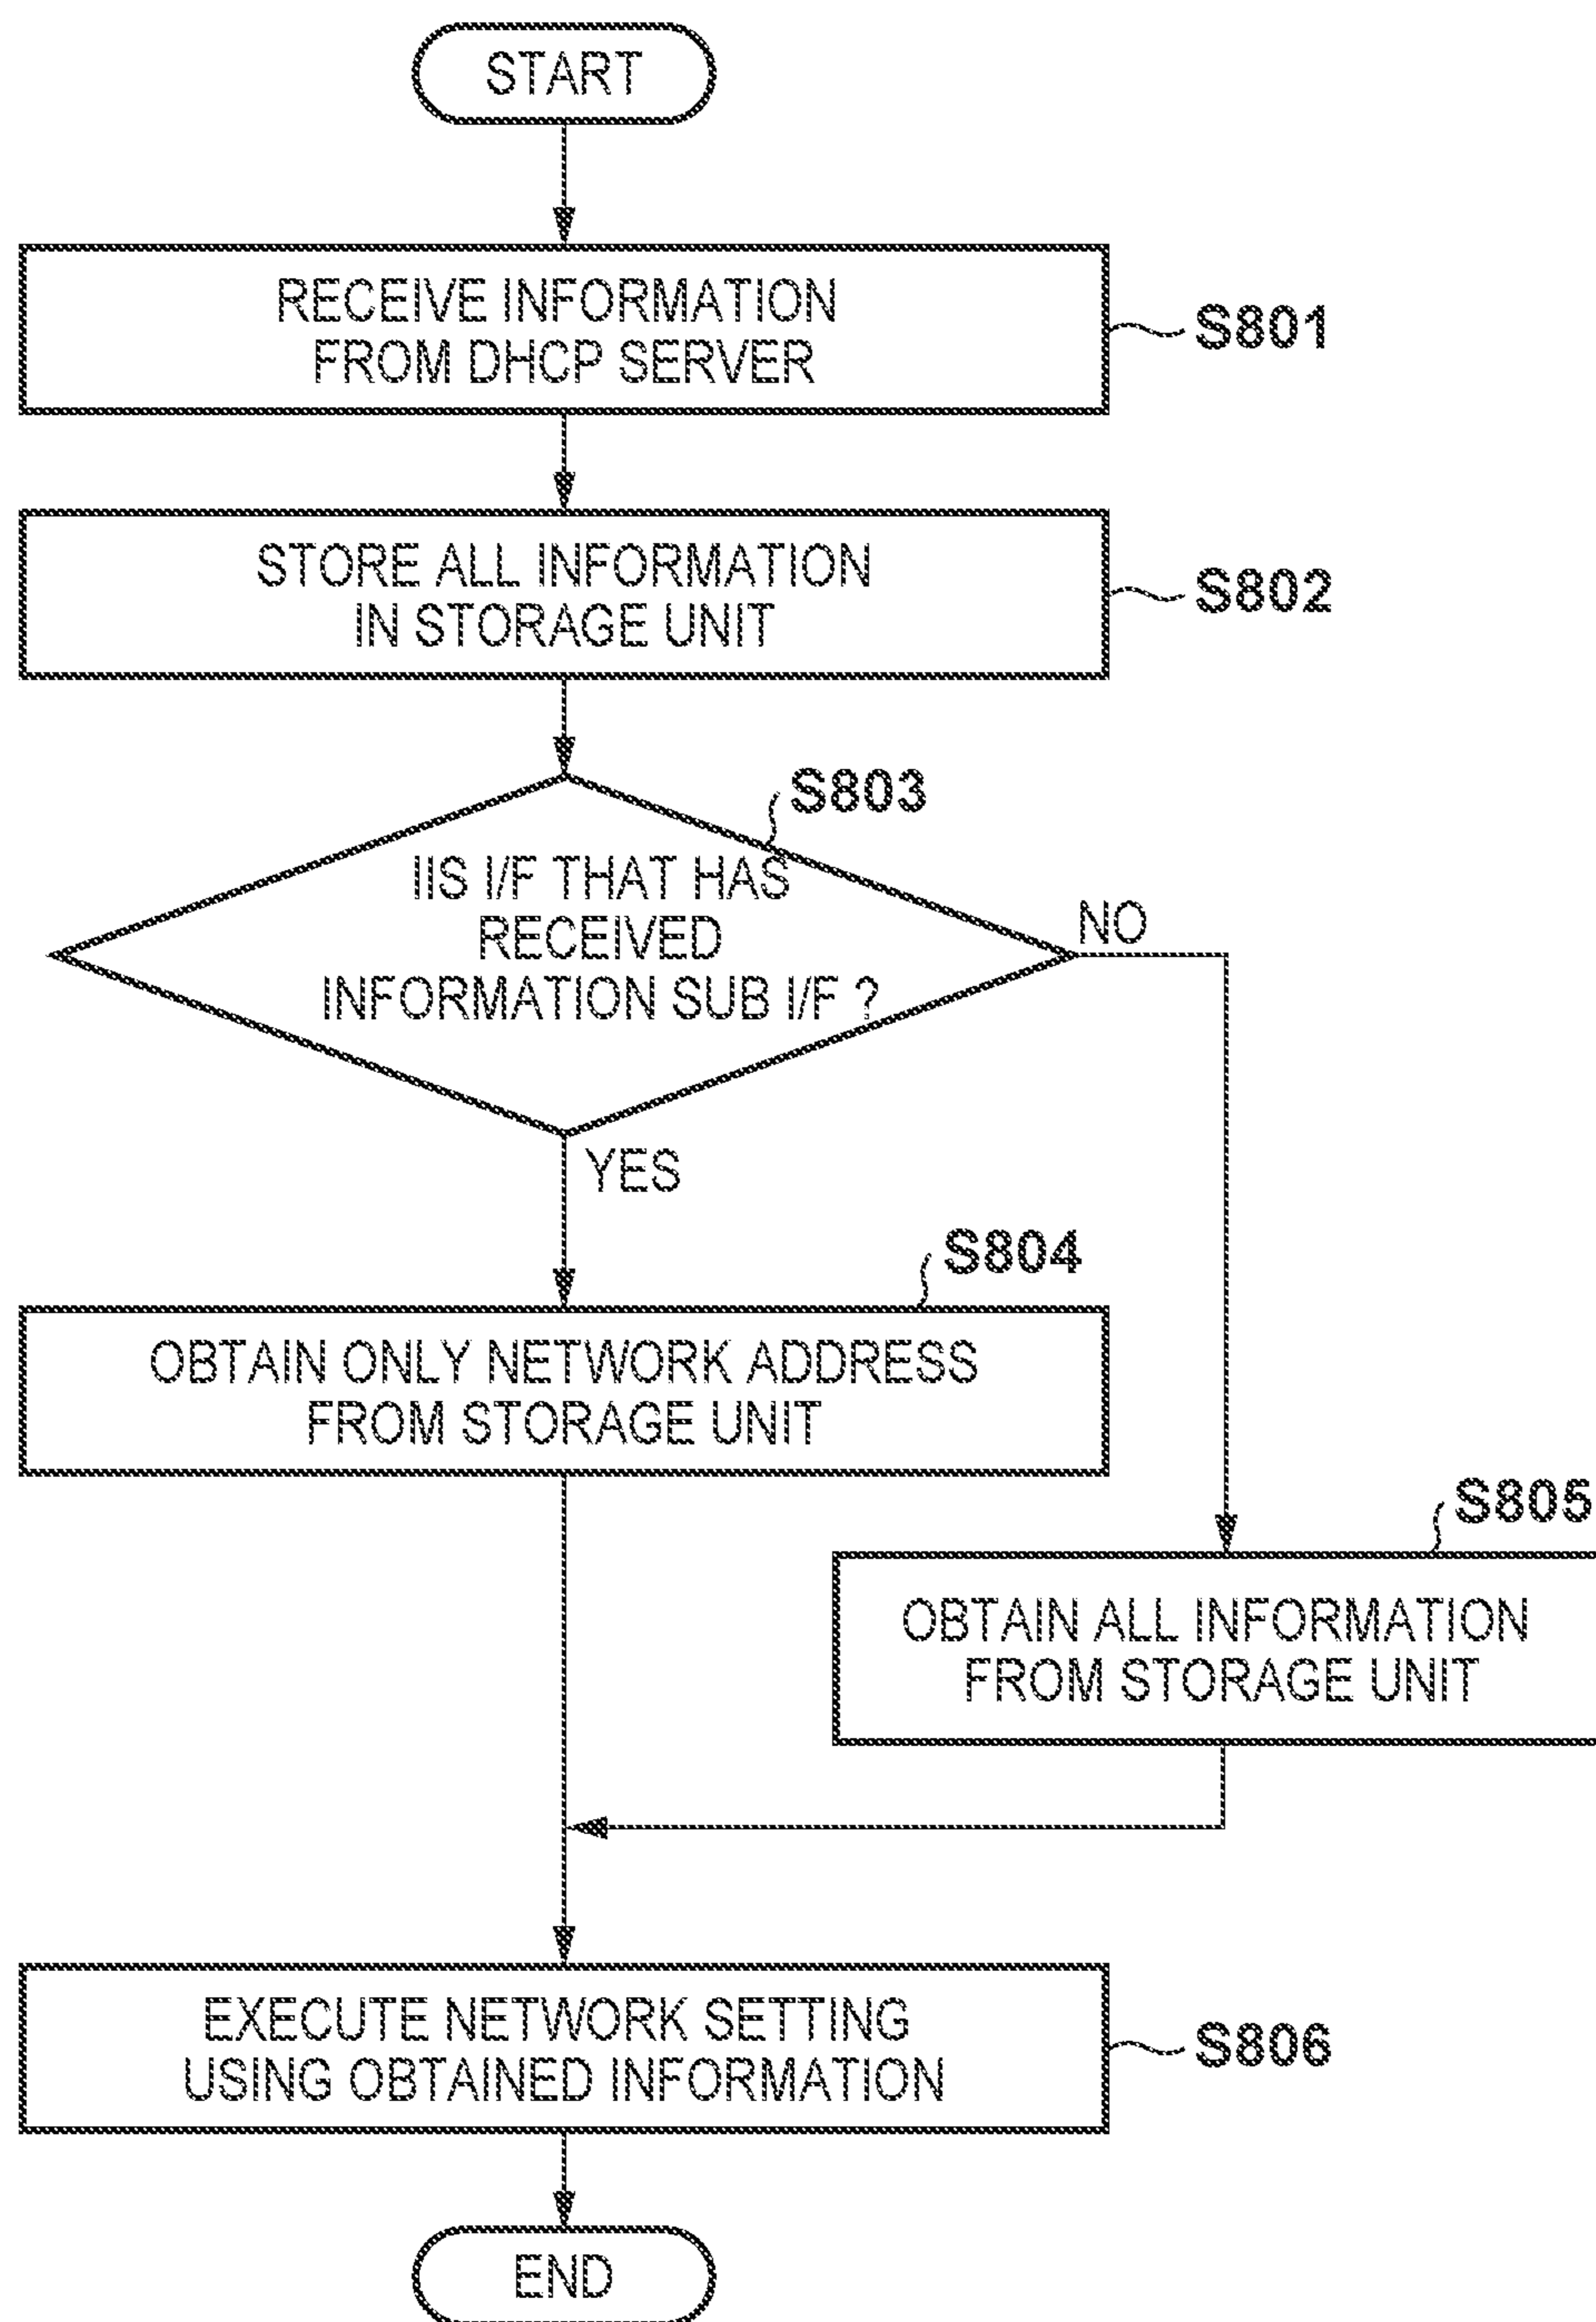 START
RECEIVE INFORMATION
FROM DHCP SERVER
S801
STORE ALL INFORMATION
IN STORAGE UNIT
S802
S803
IIS I/F THAT HAS
RECEIVED
INFORMATION SUB I/F ?
NO
YES
S804
OBTAIN ONLY NETWORK ADDRESS
FROM STORAGE UNIT
S805
OBTAIN ALL INFORMATION
FROM STORAGE UNIT
EXECUTE NETWORK SETTING
USING OBTAINED INFORMATION
S806
END